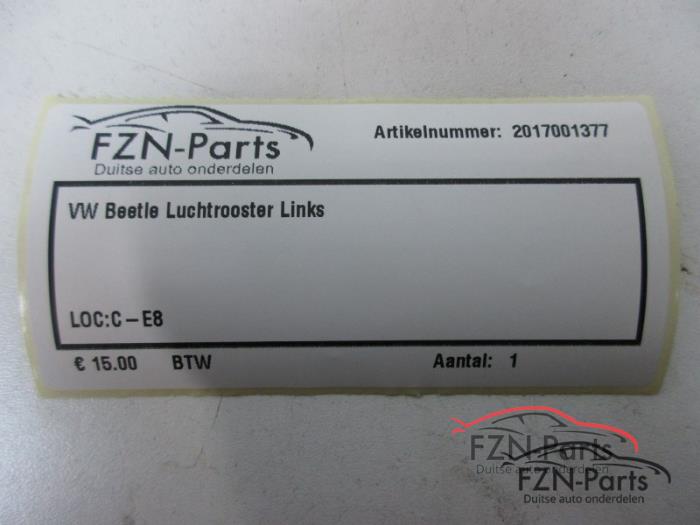 FZN-Parts
Duitse auto onderdelen
Artikelnummer: 2017001377
VW Beetle Luchtrooster Links
LOC:C-E8
€ 15.00 BTW Aantal: 1
FZN-Parts
Duitse auto onderdelen
FZN-Parts
Duitse auto onderdelen